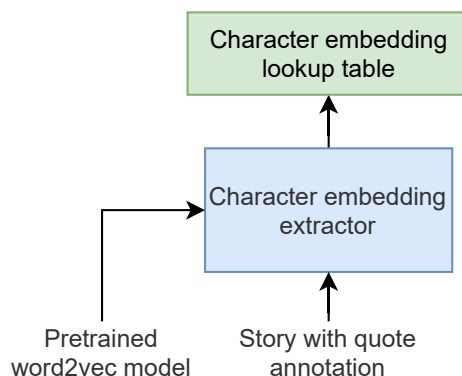 Character embedding
lookup table
Character embedding
extractor
Pretrained
word2vec model
Story with quote
annotation